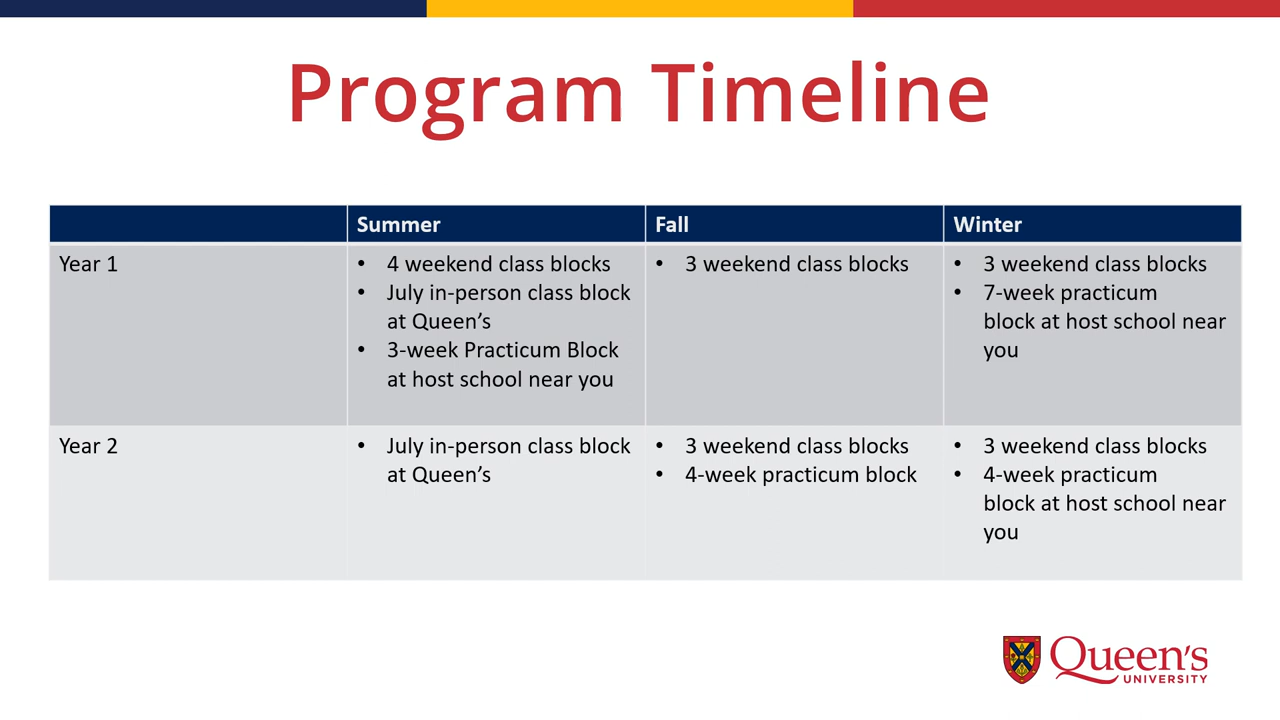 Program Timeline
Summer
Fall
Winter
Year 1
• 4 weekend class blocks
• July in-person class block
at Queen’s
• 3-week Practicum Block
at host school near you
• 3 weekend class blocks
• 3 weekend class blocks
• 7-week practicum
block at host school near
you
Year 2
• July in-person class block
at Queen’s
• 3 weekend class blocks
• 4-week practicum block
• 3 weekend class blocks
• 4-week practicum
block at host school near
you
Queen's
UNIVERSITY